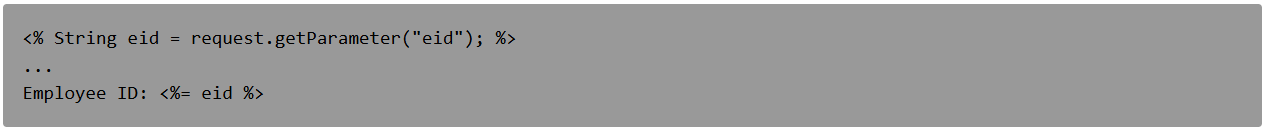 <% String eid = request.getParameter("eid"); %>
...
Employee ID: <%= eid %>